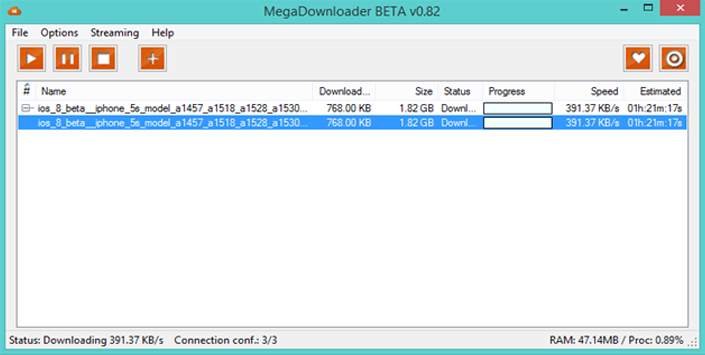 MegaDownloader BETA v0.82
File Options Streaming Help
# Name Download... Size Status Progress Speed Estimated
ios_8_beta__iphone_5s_model_a1457_a1518_a1528_a1530... 768.00 KB 1.82 GB Downl... 391.37 KB/s 01h:21m:17s
ios_8_beta__iphone_5s_model_a1457_a1518_a1528_a1530... 768.00 KB 1.82 GB Downl... 391.37 KB/s 01h:21m:17s
Status: Downloading 391.37 KB/s Connection conf.: 3/3 RAM: 47.14MB / Proc: 0.89%